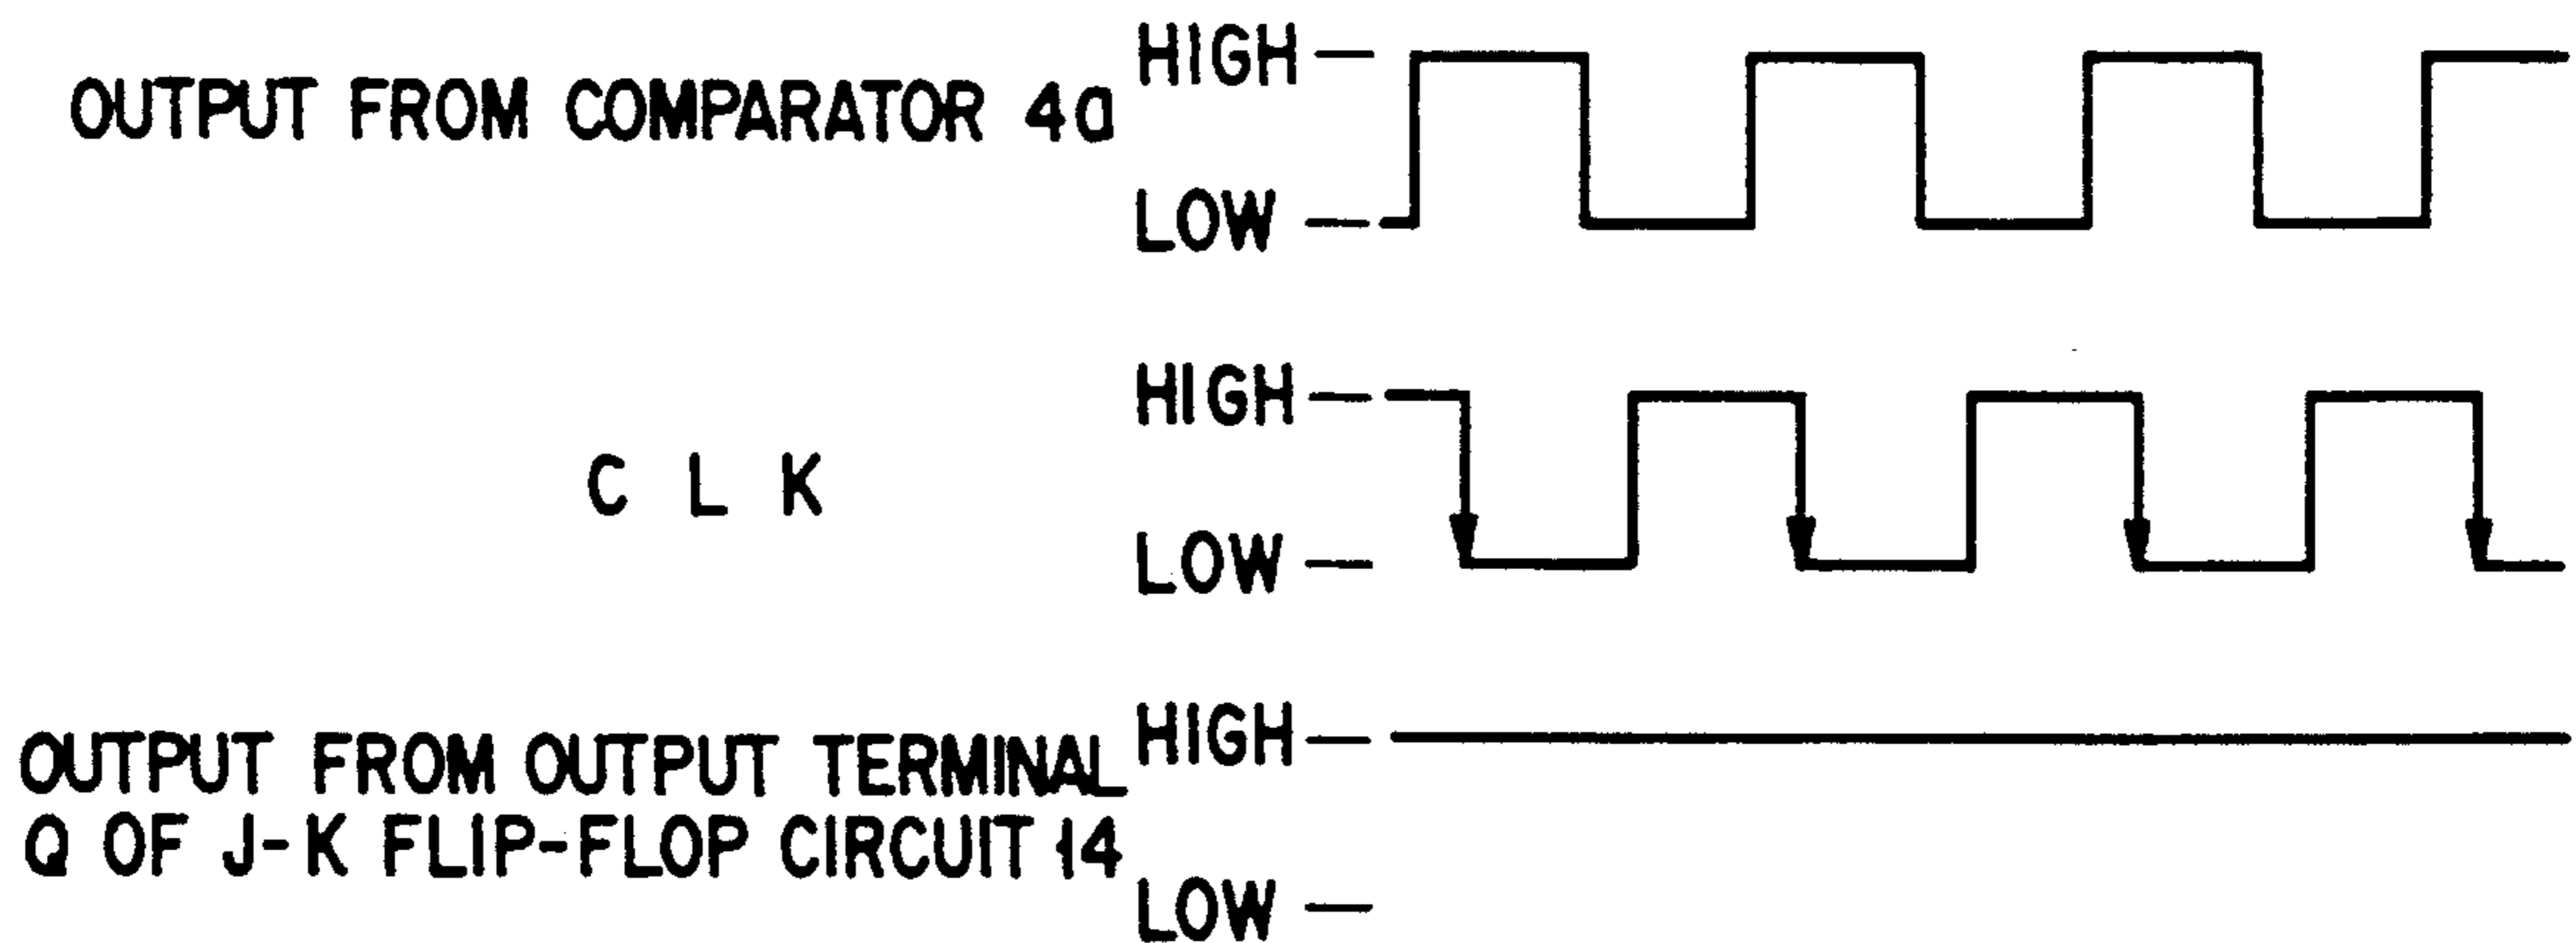 HIGH
OUTPUT FROM COMPARATOR 4a
LOW
HIGH
CLK
LOW
HIGH
OUTPUT FROM OUTPUT TERMINAL
Q OF J-K FLIP-FLOP CIRCUIT 14
LOW